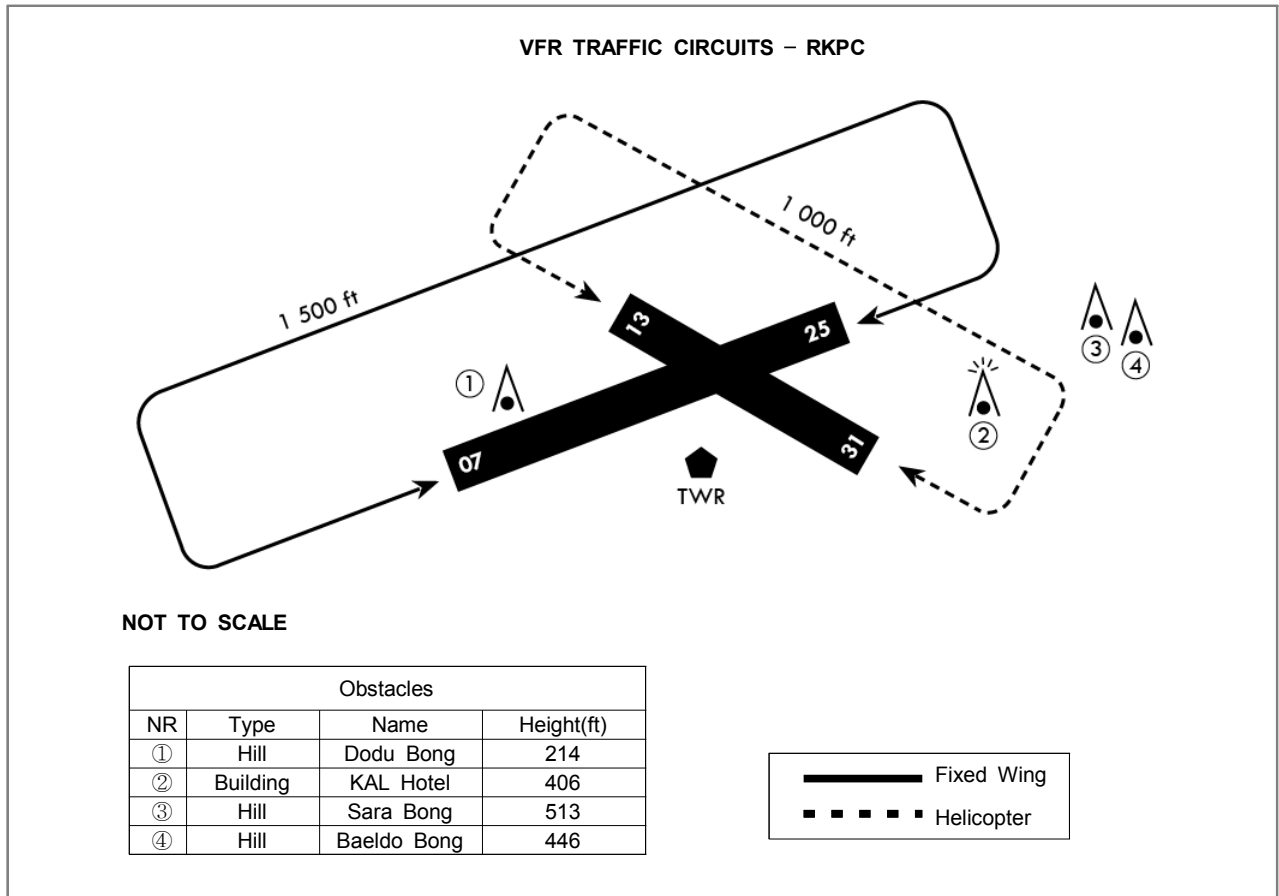 VFR TRAFFIC CIRCUITS – RKPC
1 000 ft
1 500 ft
13
25
③
④
①
②
07
31
TWR
NOT TO SCALE
Obstacles
NR Type Name Height(ft)
① Hill Dodu Bong 214
② Building KAL Hotel 406
③ Hill Sara Bong 513
④ Hill Baeldo Bong 446
Fixed Wing
Helicopter